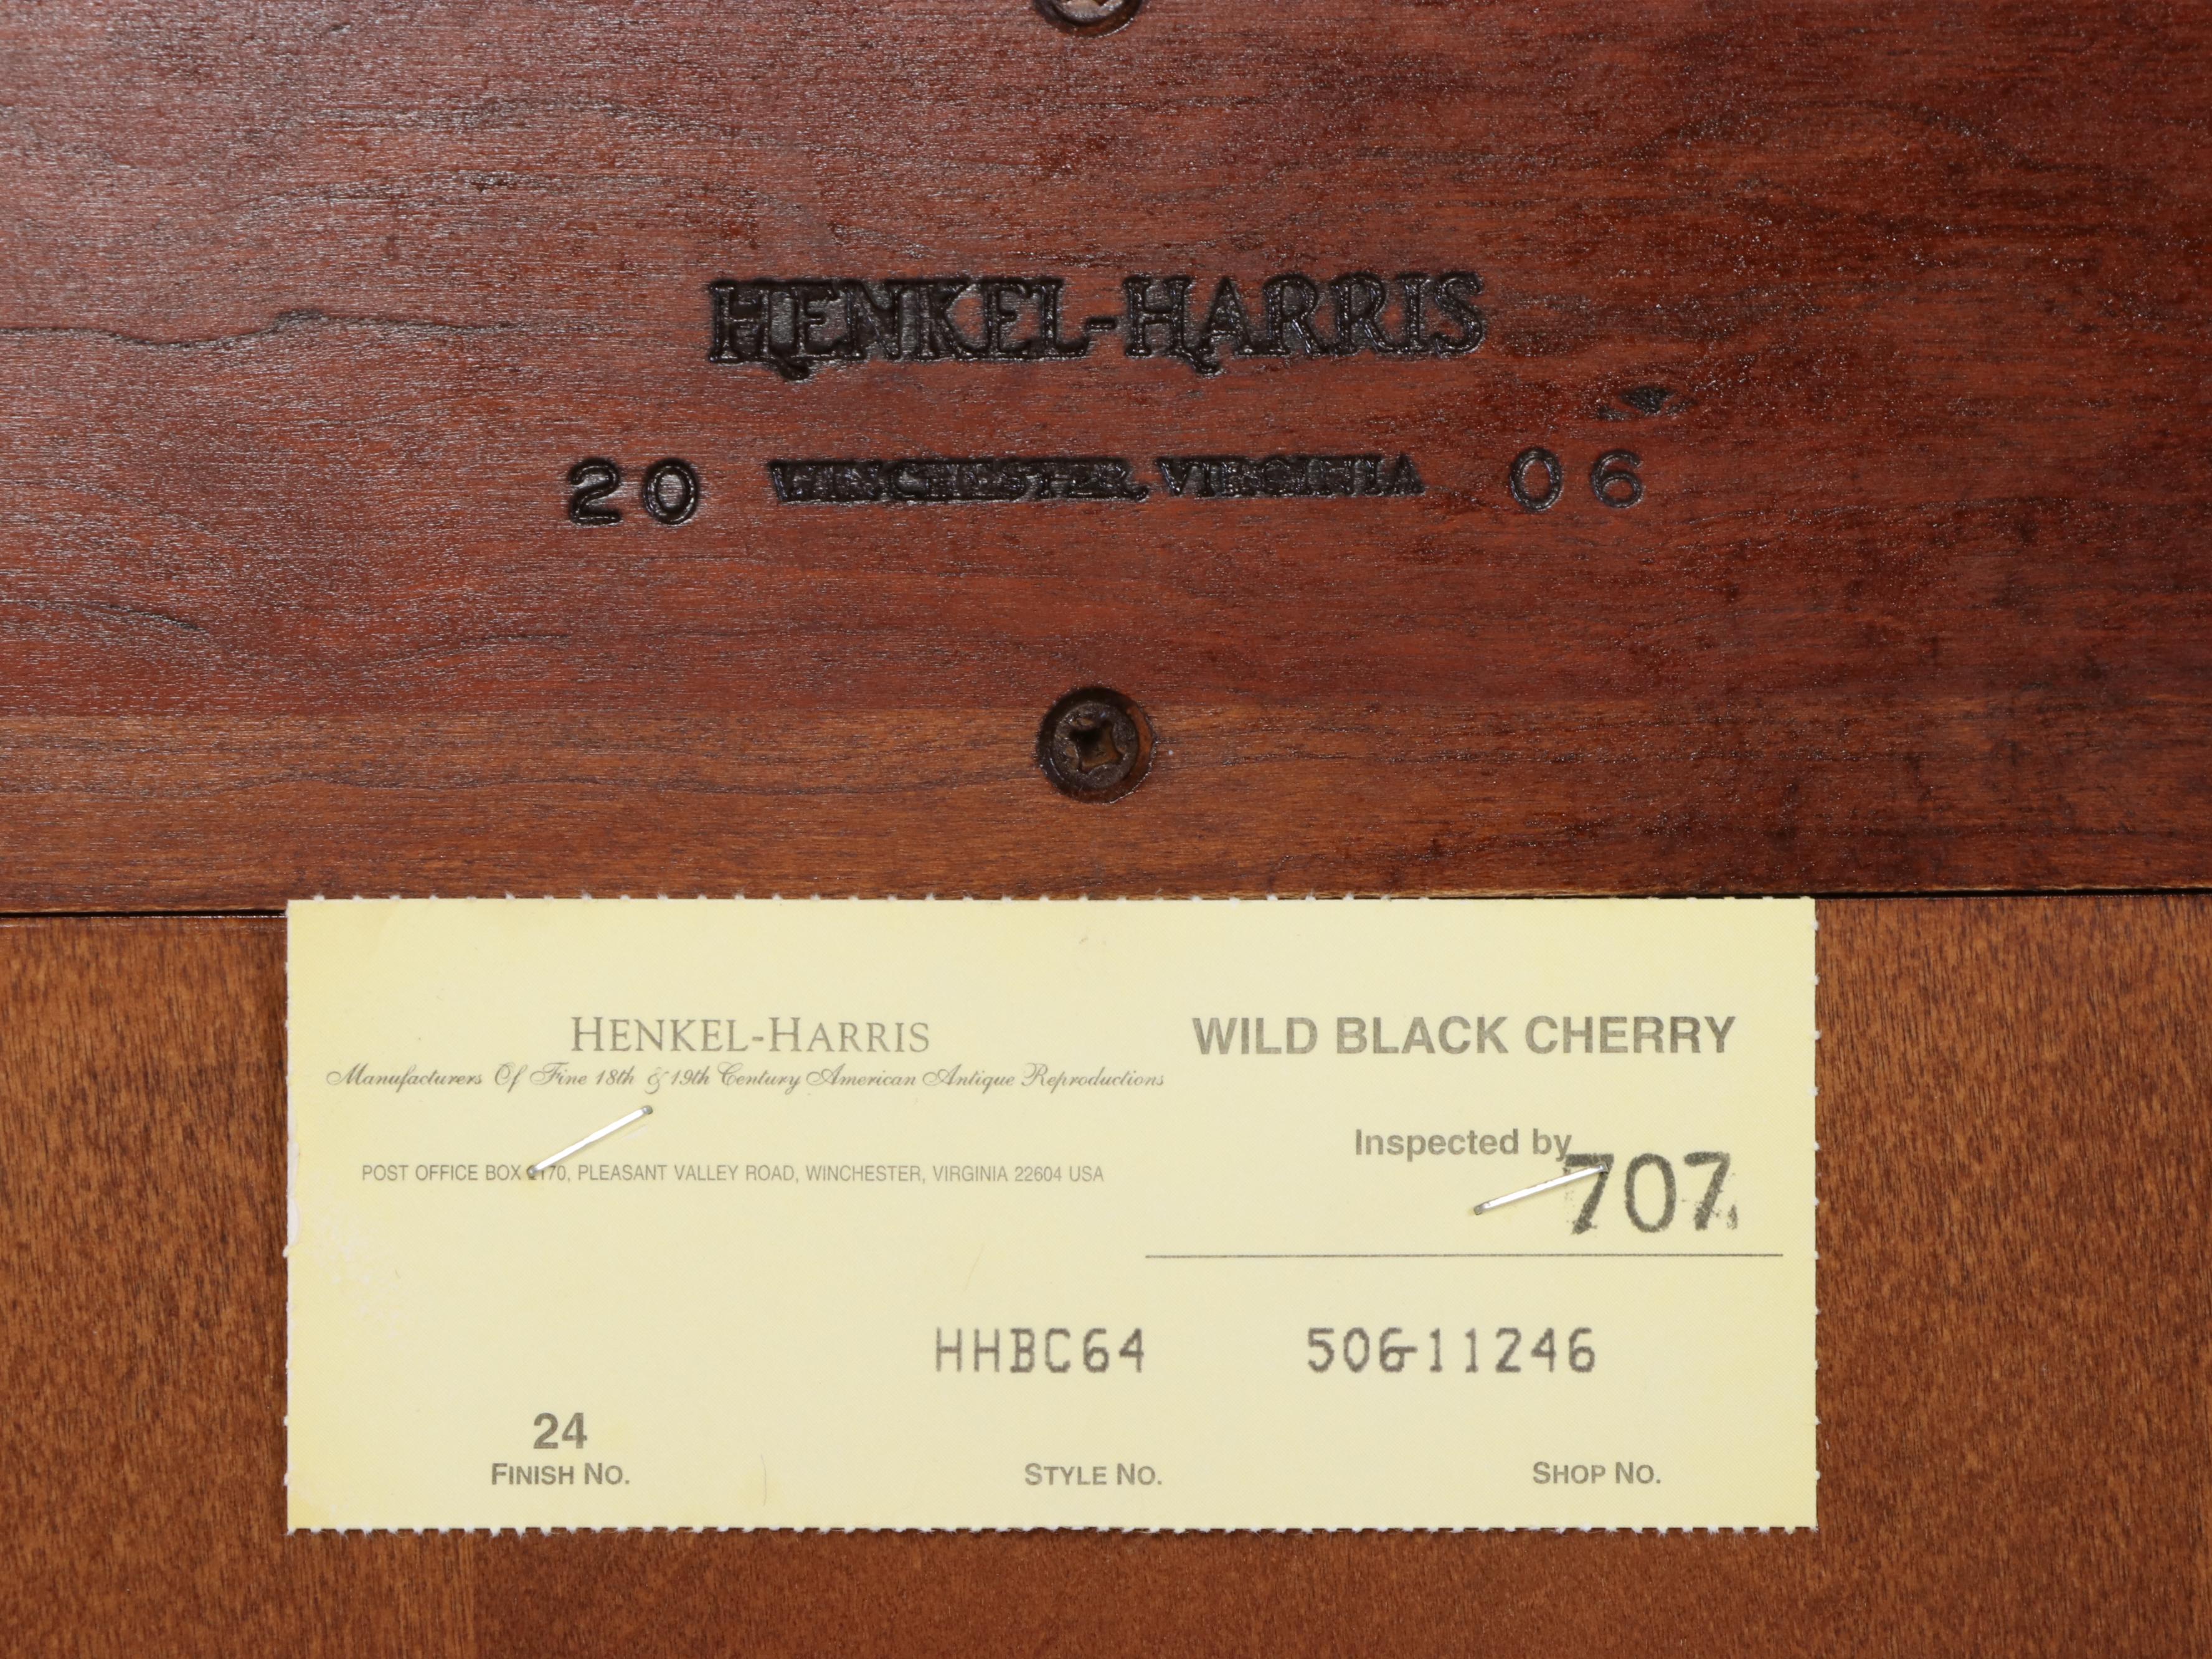 HENKEL-HARRIS
20 WINCHESTER, VIRGINIA 06
HENKEL-HARRIS
Manufacturers Of Fine 18th & 19th Century American Antique Reproductions
POST OFFICE BOX 2170, PLEASANT VALLEY ROAD, WINCHESTER, VIRGINIA 22604 USA
WILD BLACK CHERRY
Inspected by 707
HHBC64 506-11246
24
FINISH NO. STYLE NO. SHOP NO.